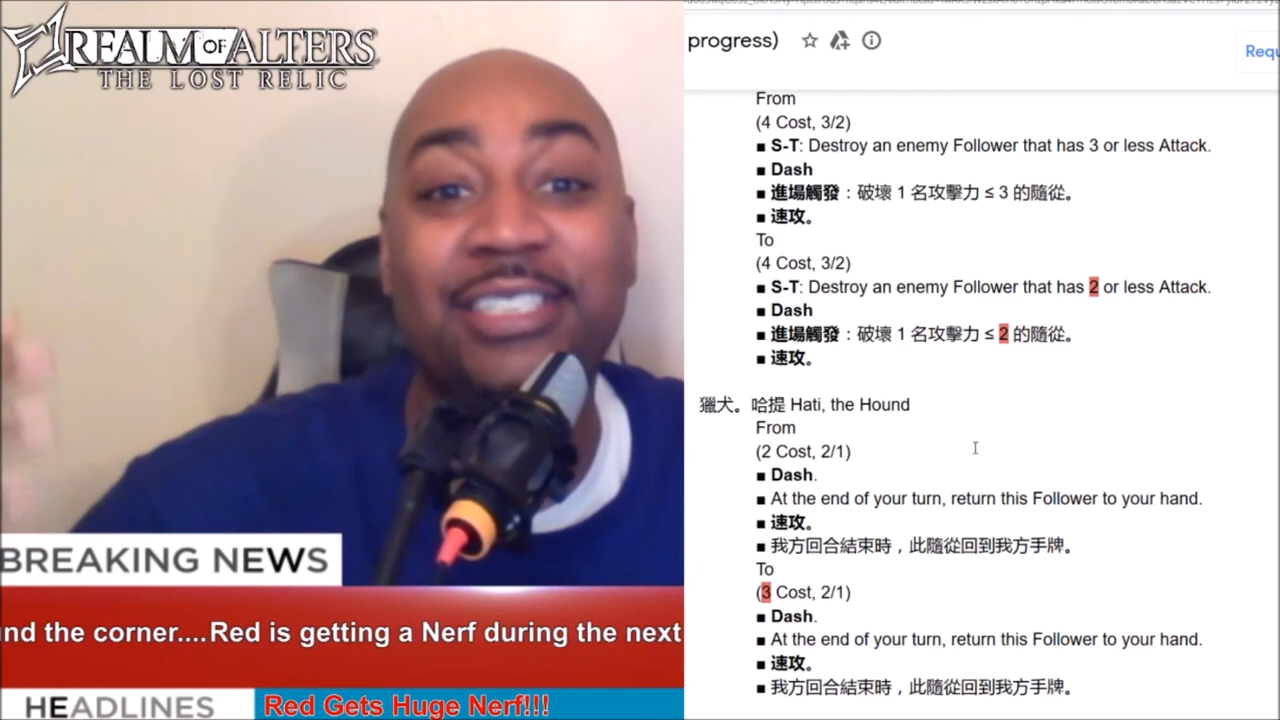 REALM OF ALTERS
THE LOST RELIC
BREAKING NEWS
nd the corner....Red is getting a Nerf during the next
HEADLINES
Red Gets Huge Nerf!!!
progress)
Requ
From
(4 Cost, 3/2)
■ S-T: Destroy an enemy Follower that has 3 or less Attack.
■ Dash
■ 進場觸發：破壞 1 名攻擊力 ≤ 3 的隨從。
■ 速攻。
To
(4 Cost, 3/2)
■ S-T: Destroy an enemy Follower that has 2 or less Attack.
■ Dash
■ 進場觸發：破壞 1 名攻擊力 ≤ 2 的隨從。
■ 速攻。
獵犬。哈提 Hati, the Hound
From
(2 Cost, 2/1)
■ Dash.
■ At the end of your turn, return this Follower to your hand.
■ 速攻。
■ 我方回合結束時，此隨從回到我方手牌。
To
(3 Cost, 2/1)
■ Dash.
■ At the end of your turn, return this Follower to your hand.
■ 速攻。
■ 我方回合結束時，此隨從回到我方手牌。